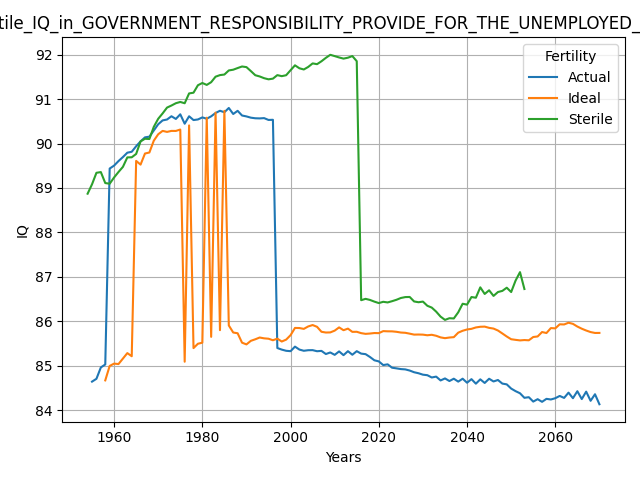 tile_IQ_in_GOVERNMENT_RESPONSIBILITY_PROVIDE_FOR_THE_UNEMPLOYED_
Fertility
Actual
Ideal
Sterile
IQ
92
91
90
89
88
87
86
85
84
1960
1980
2000
2020
2040
2060
Years